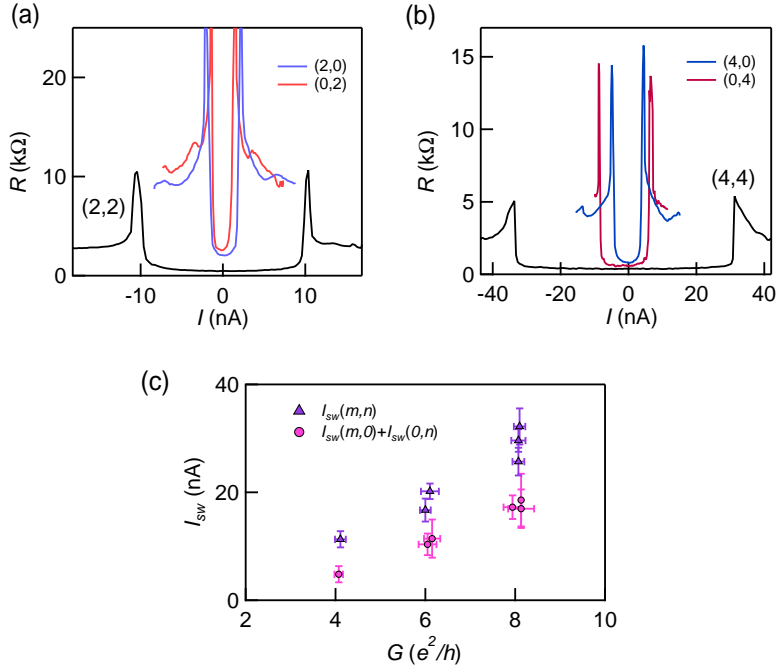 (a)
20
10
0
R (kΩ)
-10
0
10
I (nA)
(2,0)
(0,2)
(2,2)
(b)
15
10
5
0
R (kΩ)
-40
-20
0
20
40
I (nA)
(4,0)
(0,4)
(4,4)
(c)
40
20
0
I_sw (nA)
2
4
6
8
10
G (e²/h)
I_sw(m,n)
I_sw(m,0)+I_sw(0,n)